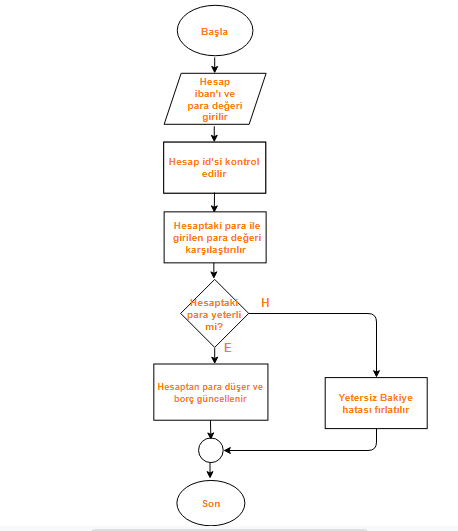 Başla
Hesap
iban'ı ve
para değeri
girilir
Hesap id'si kontrol
edilir
Hesaptaki para ile
girilen para değeri
karşılaştırılır
Hesaptaki
para yeterli
mi?
H
E
Hesaptan para düşer ve
borç güncellenir
Yetersiz Bakiye
hatası fırlatılır
Son